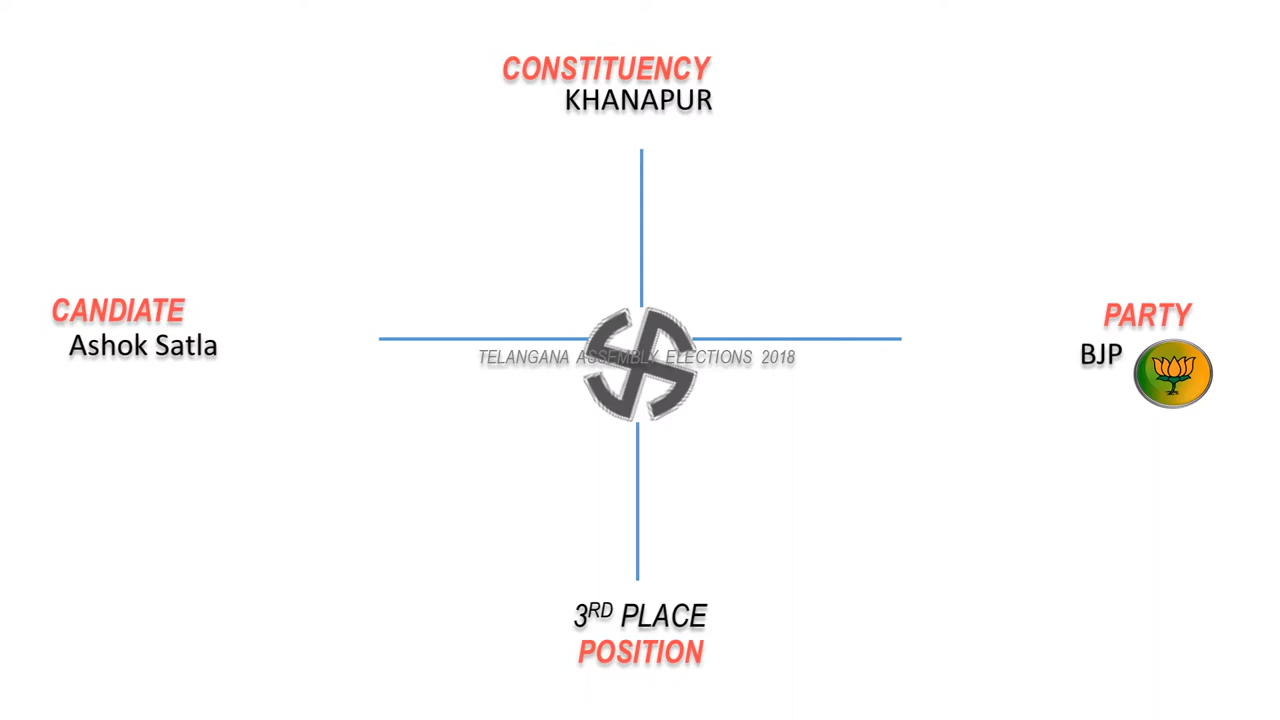 CONSTITUENCY
KHANAPUR
CANDIATE
Ashok Satla
TELANGANA ASSEMBLY ELECTIONS 2018
PARTY
BJP
3RD PLACE
POSITION